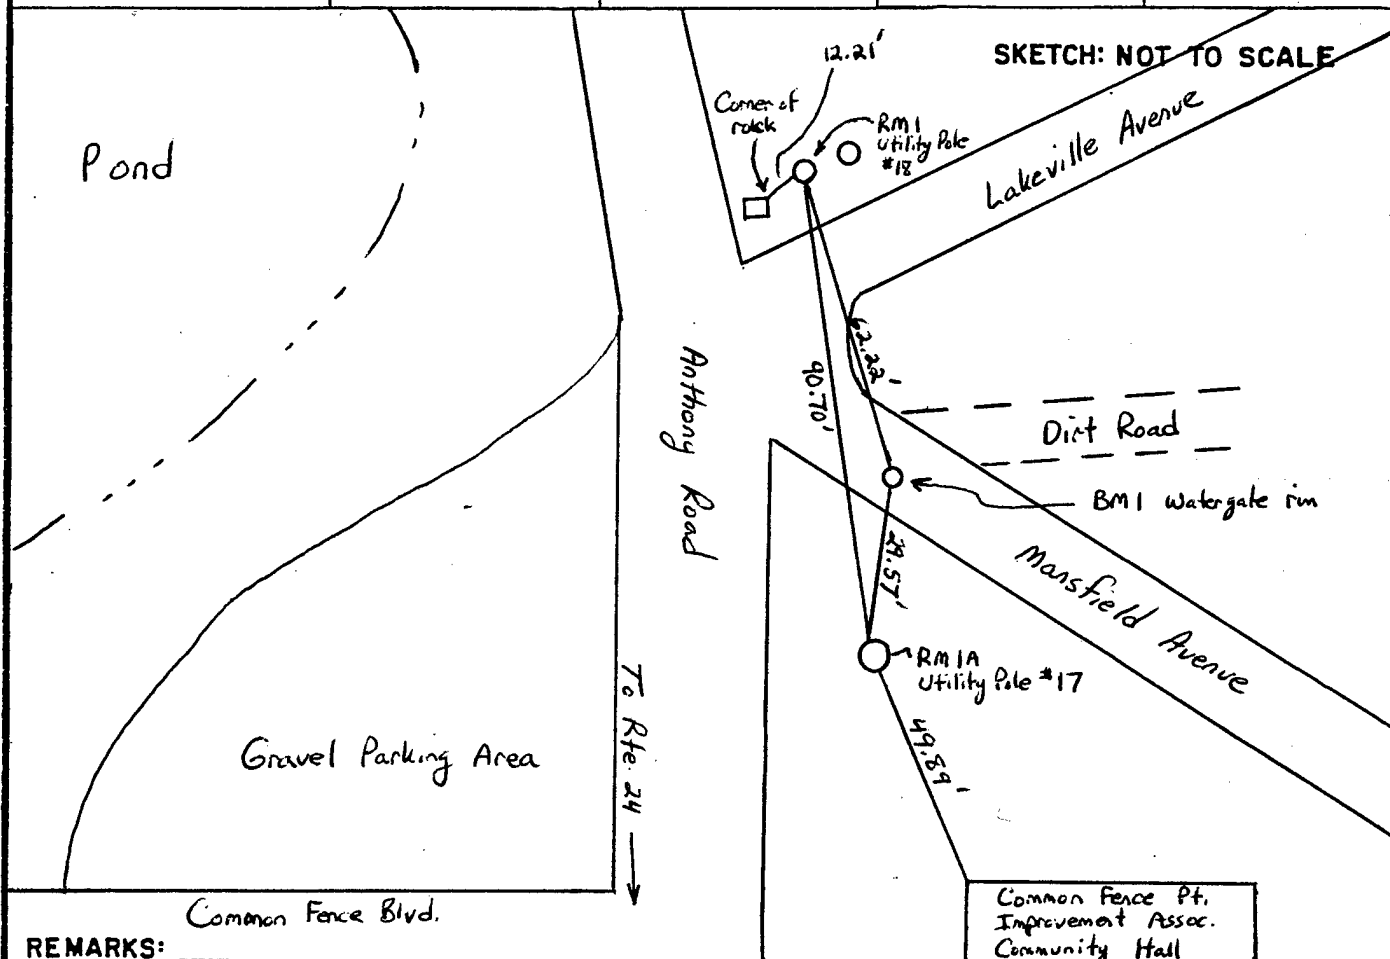 SKETCH: NOT TO SCALE
12.21'
Corner of
rock
RM1
Utility Pole
#18
Pond
Lakeville Avenue
62.22'
90.70'
Anthony Road
Dirt Road
BM1 Watergate rim
29.57'
Mansfield Avenue
RM1A
Utility Pole #17
To Rte. 24
49.89'
Gravel Parking Area
Common Fence Blvd.
Common Fence Pt.
Improvement Assoc.
Community Hall
REMARKS: